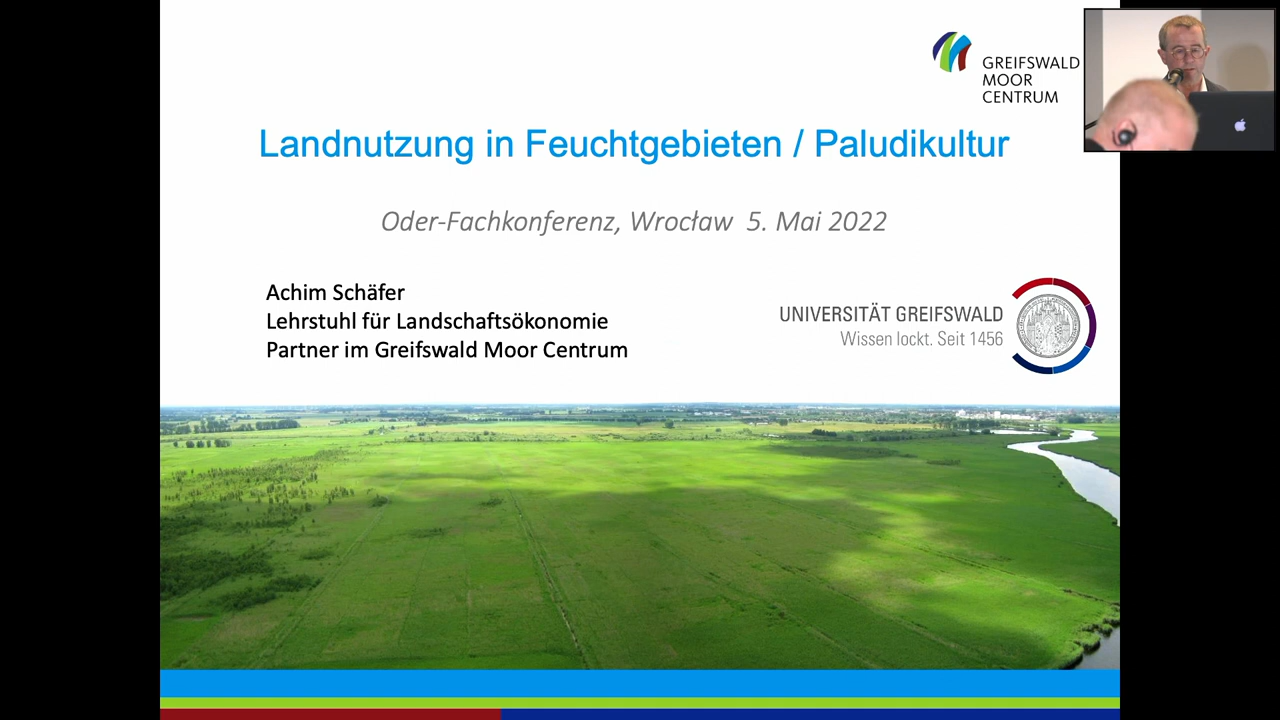 GREIFSWALD
MOOR
CENTRUM
Landnutzung in Feuchtgebieten / Paludikultur
Oder-Fachkonferenz, Wrocław 5. Mai 2022
Achim Schäfer
Lehrstuhl für Landschaftsökonomie
Partner im Greifswald Moor Centrum
UNIVERSITÄT GREIFSWALD
Wissen lockt. Seit 1456